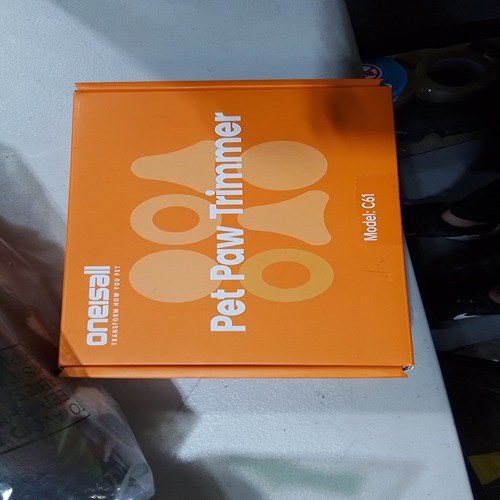 oneisall
TRANSFORM HOW YOU PET
Pet Paw Trimmer
Model: C61